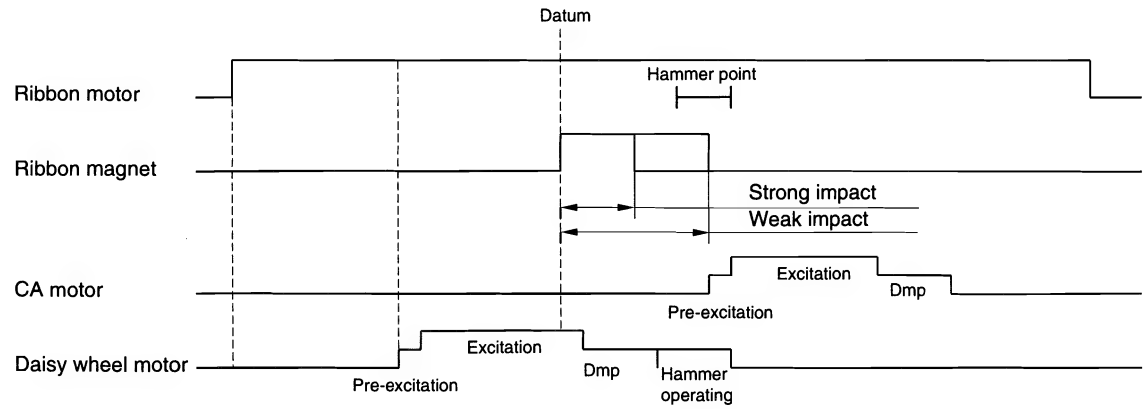 Datum
Hammer point
Ribbon motor
Ribbon magnet
Strong impact
Weak impact
Excitation
CA motor
Dmp
Pre-excitation
Excitation
Daisy wheel motor
Dmp
Hammer
operating
Pre-excitation